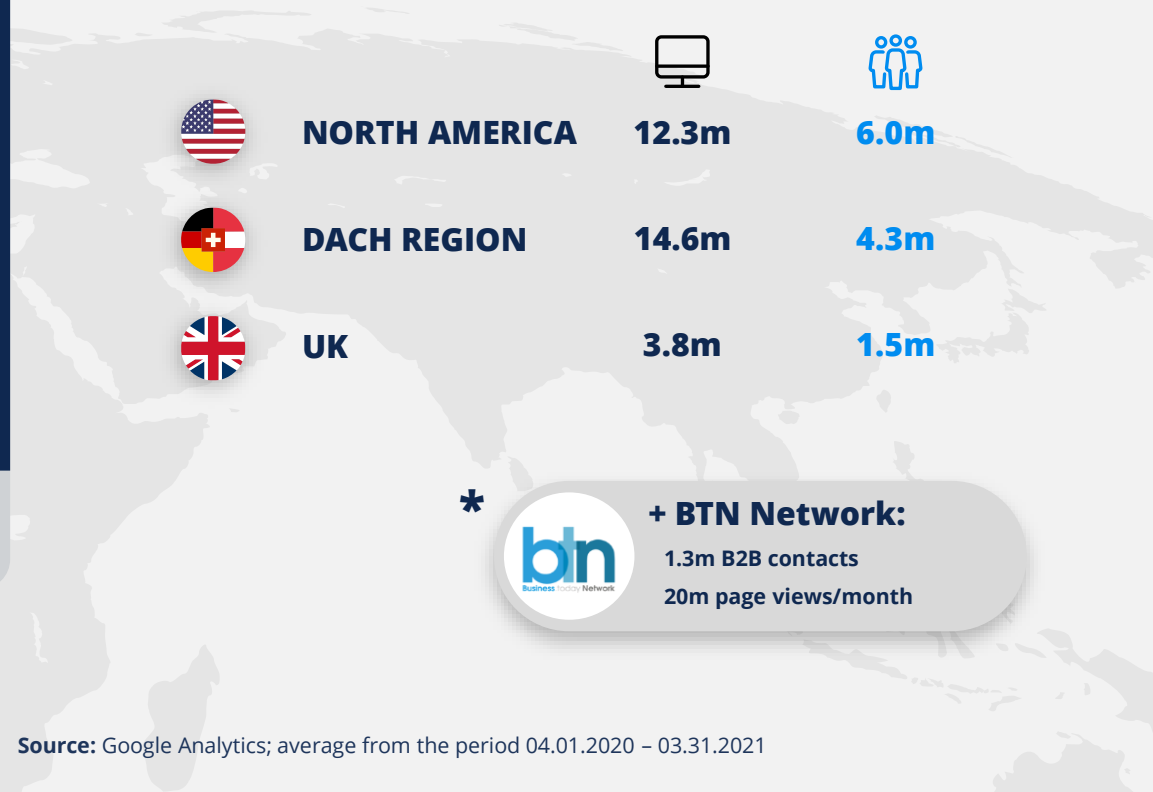 NORTH AMERICA 12.3m 6.0m
DACH REGION 14.6m 4.3m
UK 3.8m 1.5m
* + BTN Network:
btn
Business today Network
1.3m B2B contacts
20m page views/month
Source: Google Analytics; average from the period 04.01.2020 – 03.31.2021